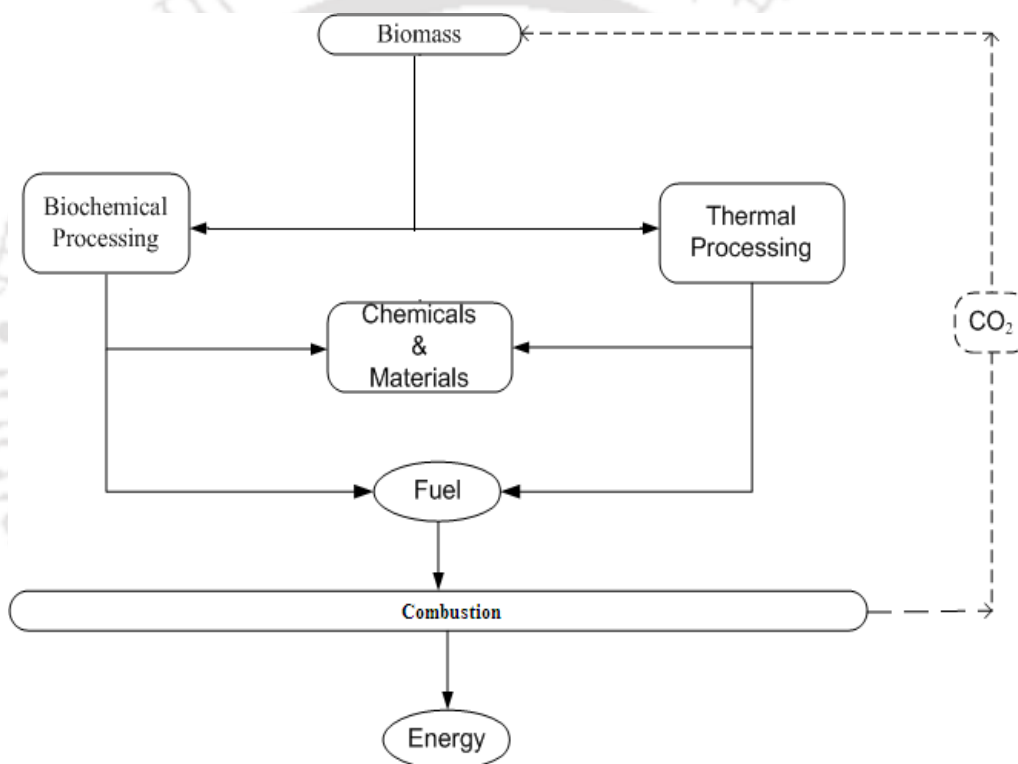 Biomass
Biochemical
Processing
Thermal
Processing
Chemicals
&
Materials
CO₂
Fuel
Combustion
Energy